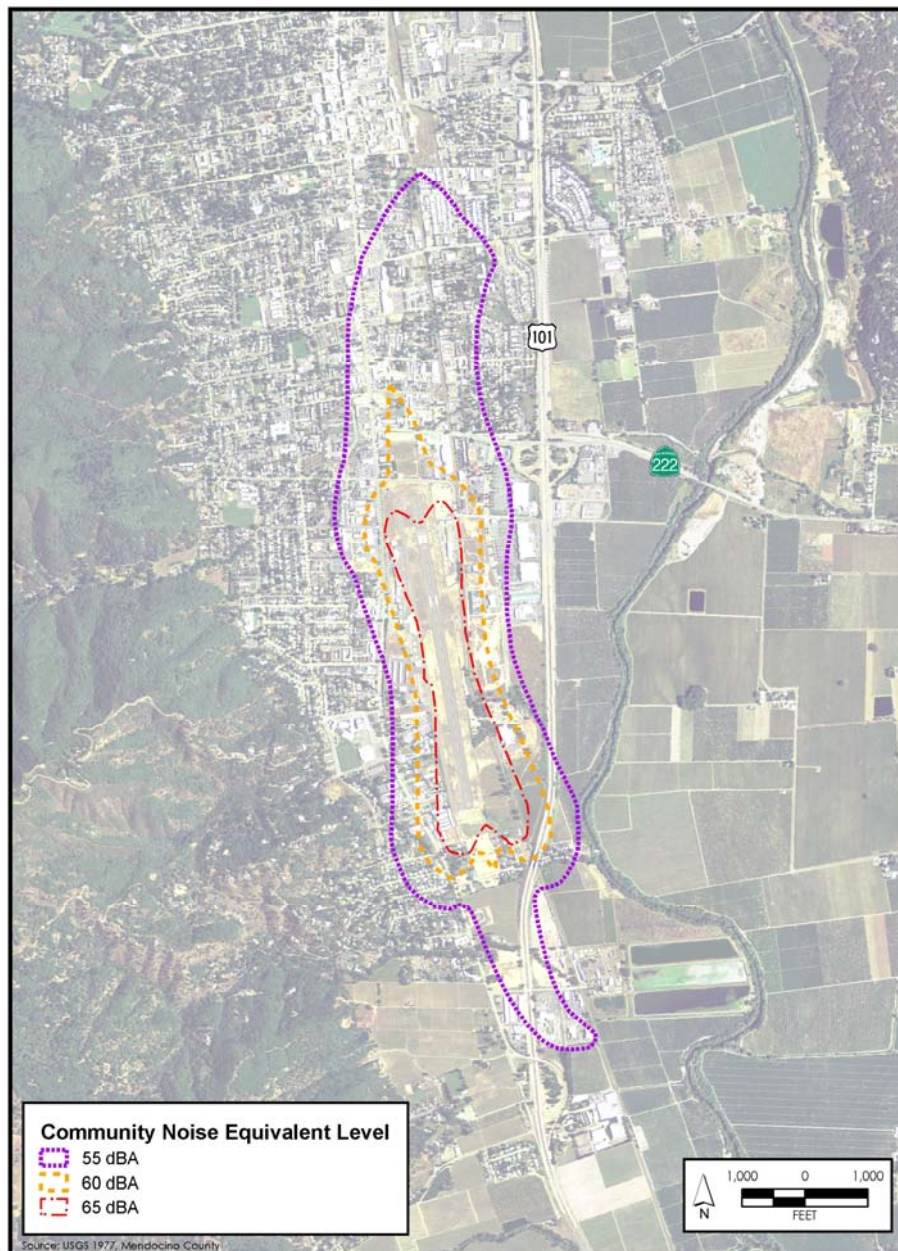 101
222
Community Noise Equivalent Level
55 dBA
60 dBA
65 dBA
1,000 0 1,000
FEET
N
Source: USGS 1977, Mendocino County